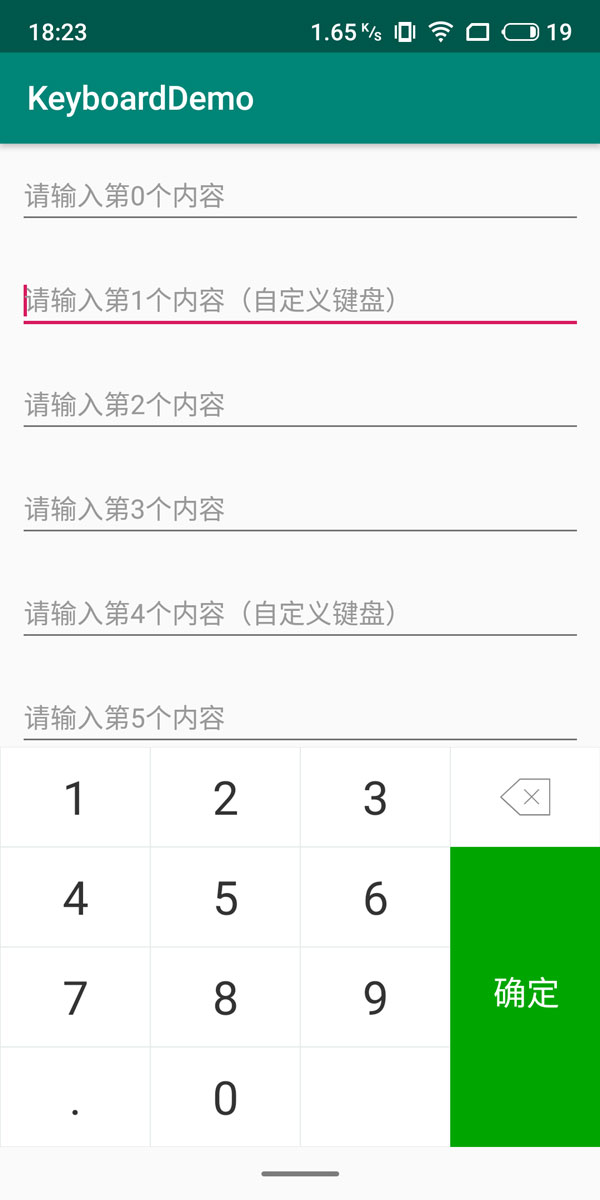 18:23 1.65 K/s 19
KeyboardDemo
请输入第0个内容
请输入第1个内容（自定义键盘）
请输入第2个内容
请输入第3个内容
请输入第4个内容（自定义键盘）
请输入第5个内容
1 2 3
4 5 6
7 8 9 确定
. 0